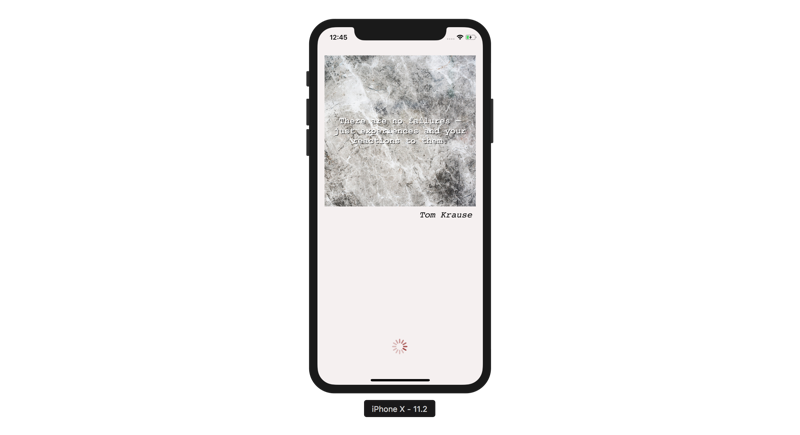 12:45
"There are no failures —
just experiences and your
reactions to them."
Tom Krause
iPhone X - 11.2